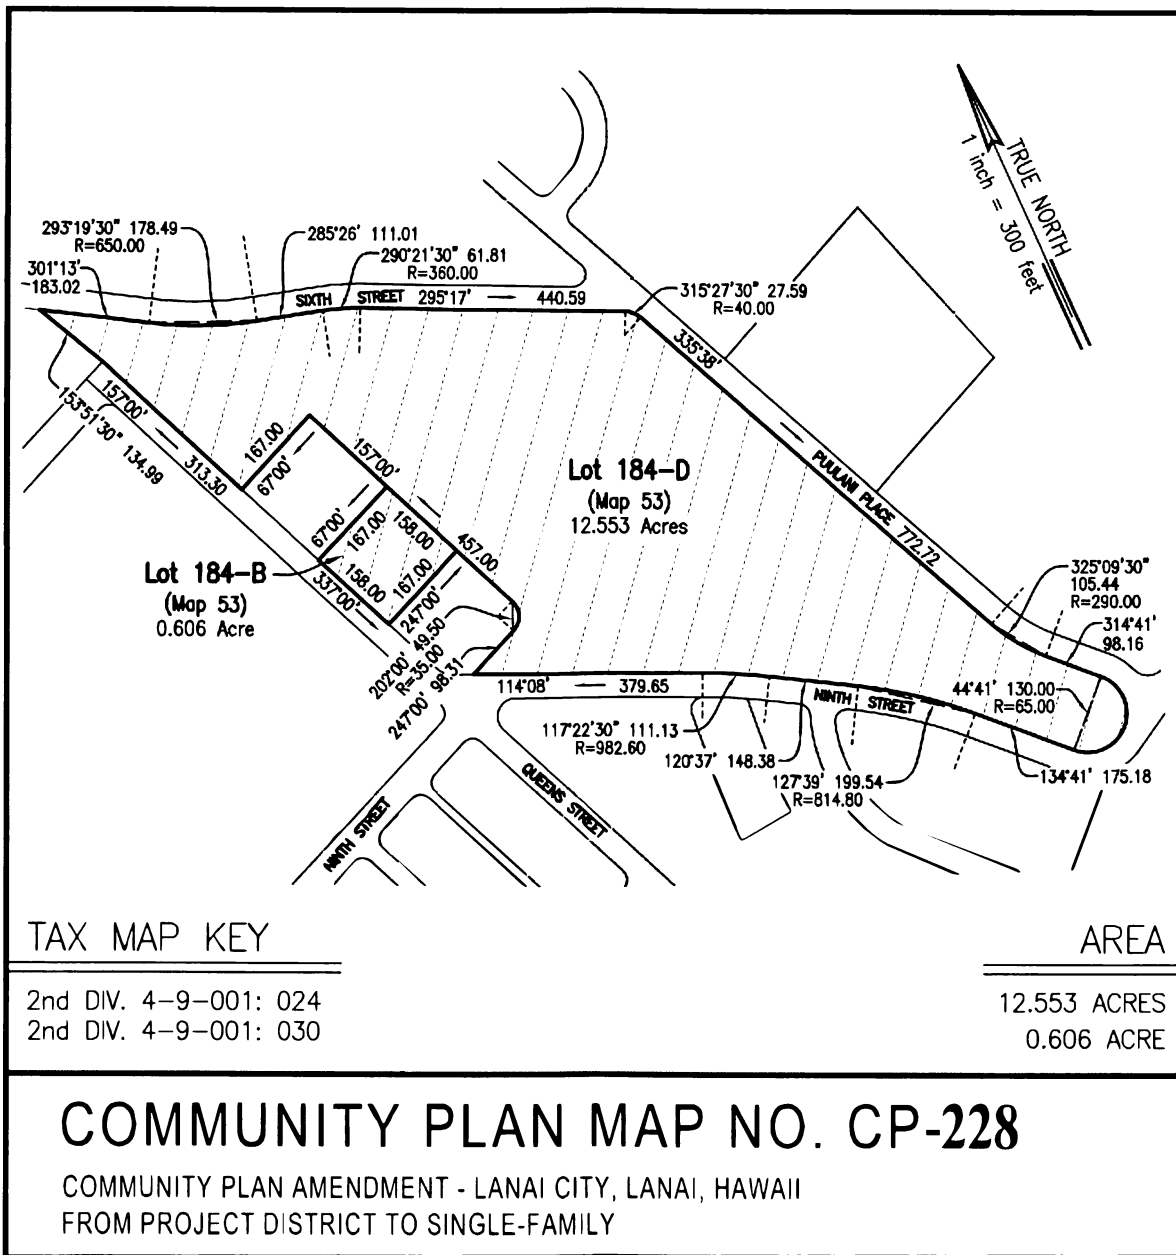 TRUE NORTH
1 inch = 300 feet
293°19'30" 178.49
R=650.00
285°26' 111.01
290°21'30" 61.81
R=360.00
301°13'
183.02
SIXTH STREET 295°17' 440.59
315°27'30" 27.59
R=40.00
335°38'
PUULANI PLACE 772.72
153°51'30" 134.99
157°00'
313.30
167.00
67°00'
157°00'
457.00
Lot 184-D
(Map 53)
12.553 Acres
67°00'
167.00
158.00
167.00
158.00
247°00'
337°00'
Lot 184-B
(Map 53)
0.606 Acre
325°09'30"
105.44
R=290.00
314°41'
98.16
202°00' 49.50
R=35.00
247°00' 98.31
114°08' 379.65
44°41' 130.00
R=65.00
NINTH STREET
117°22'30" 111.13
R=982.60
120°37' 148.38
127°39' 199.54
R=814.80
134°41' 175.18
QUEENS STREET
NINTH STREET
TAX MAP KEY
2nd DIV. 4-9-001: 024
2nd DIV. 4-9-001: 030
AREA
12.553 ACRES
0.606 ACRE
COMMUNITY PLAN MAP NO. CP-228
COMMUNITY PLAN AMENDMENT - LANAI CITY, LANAI, HAWAII
FROM PROJECT DISTRICT TO SINGLE-FAMILY